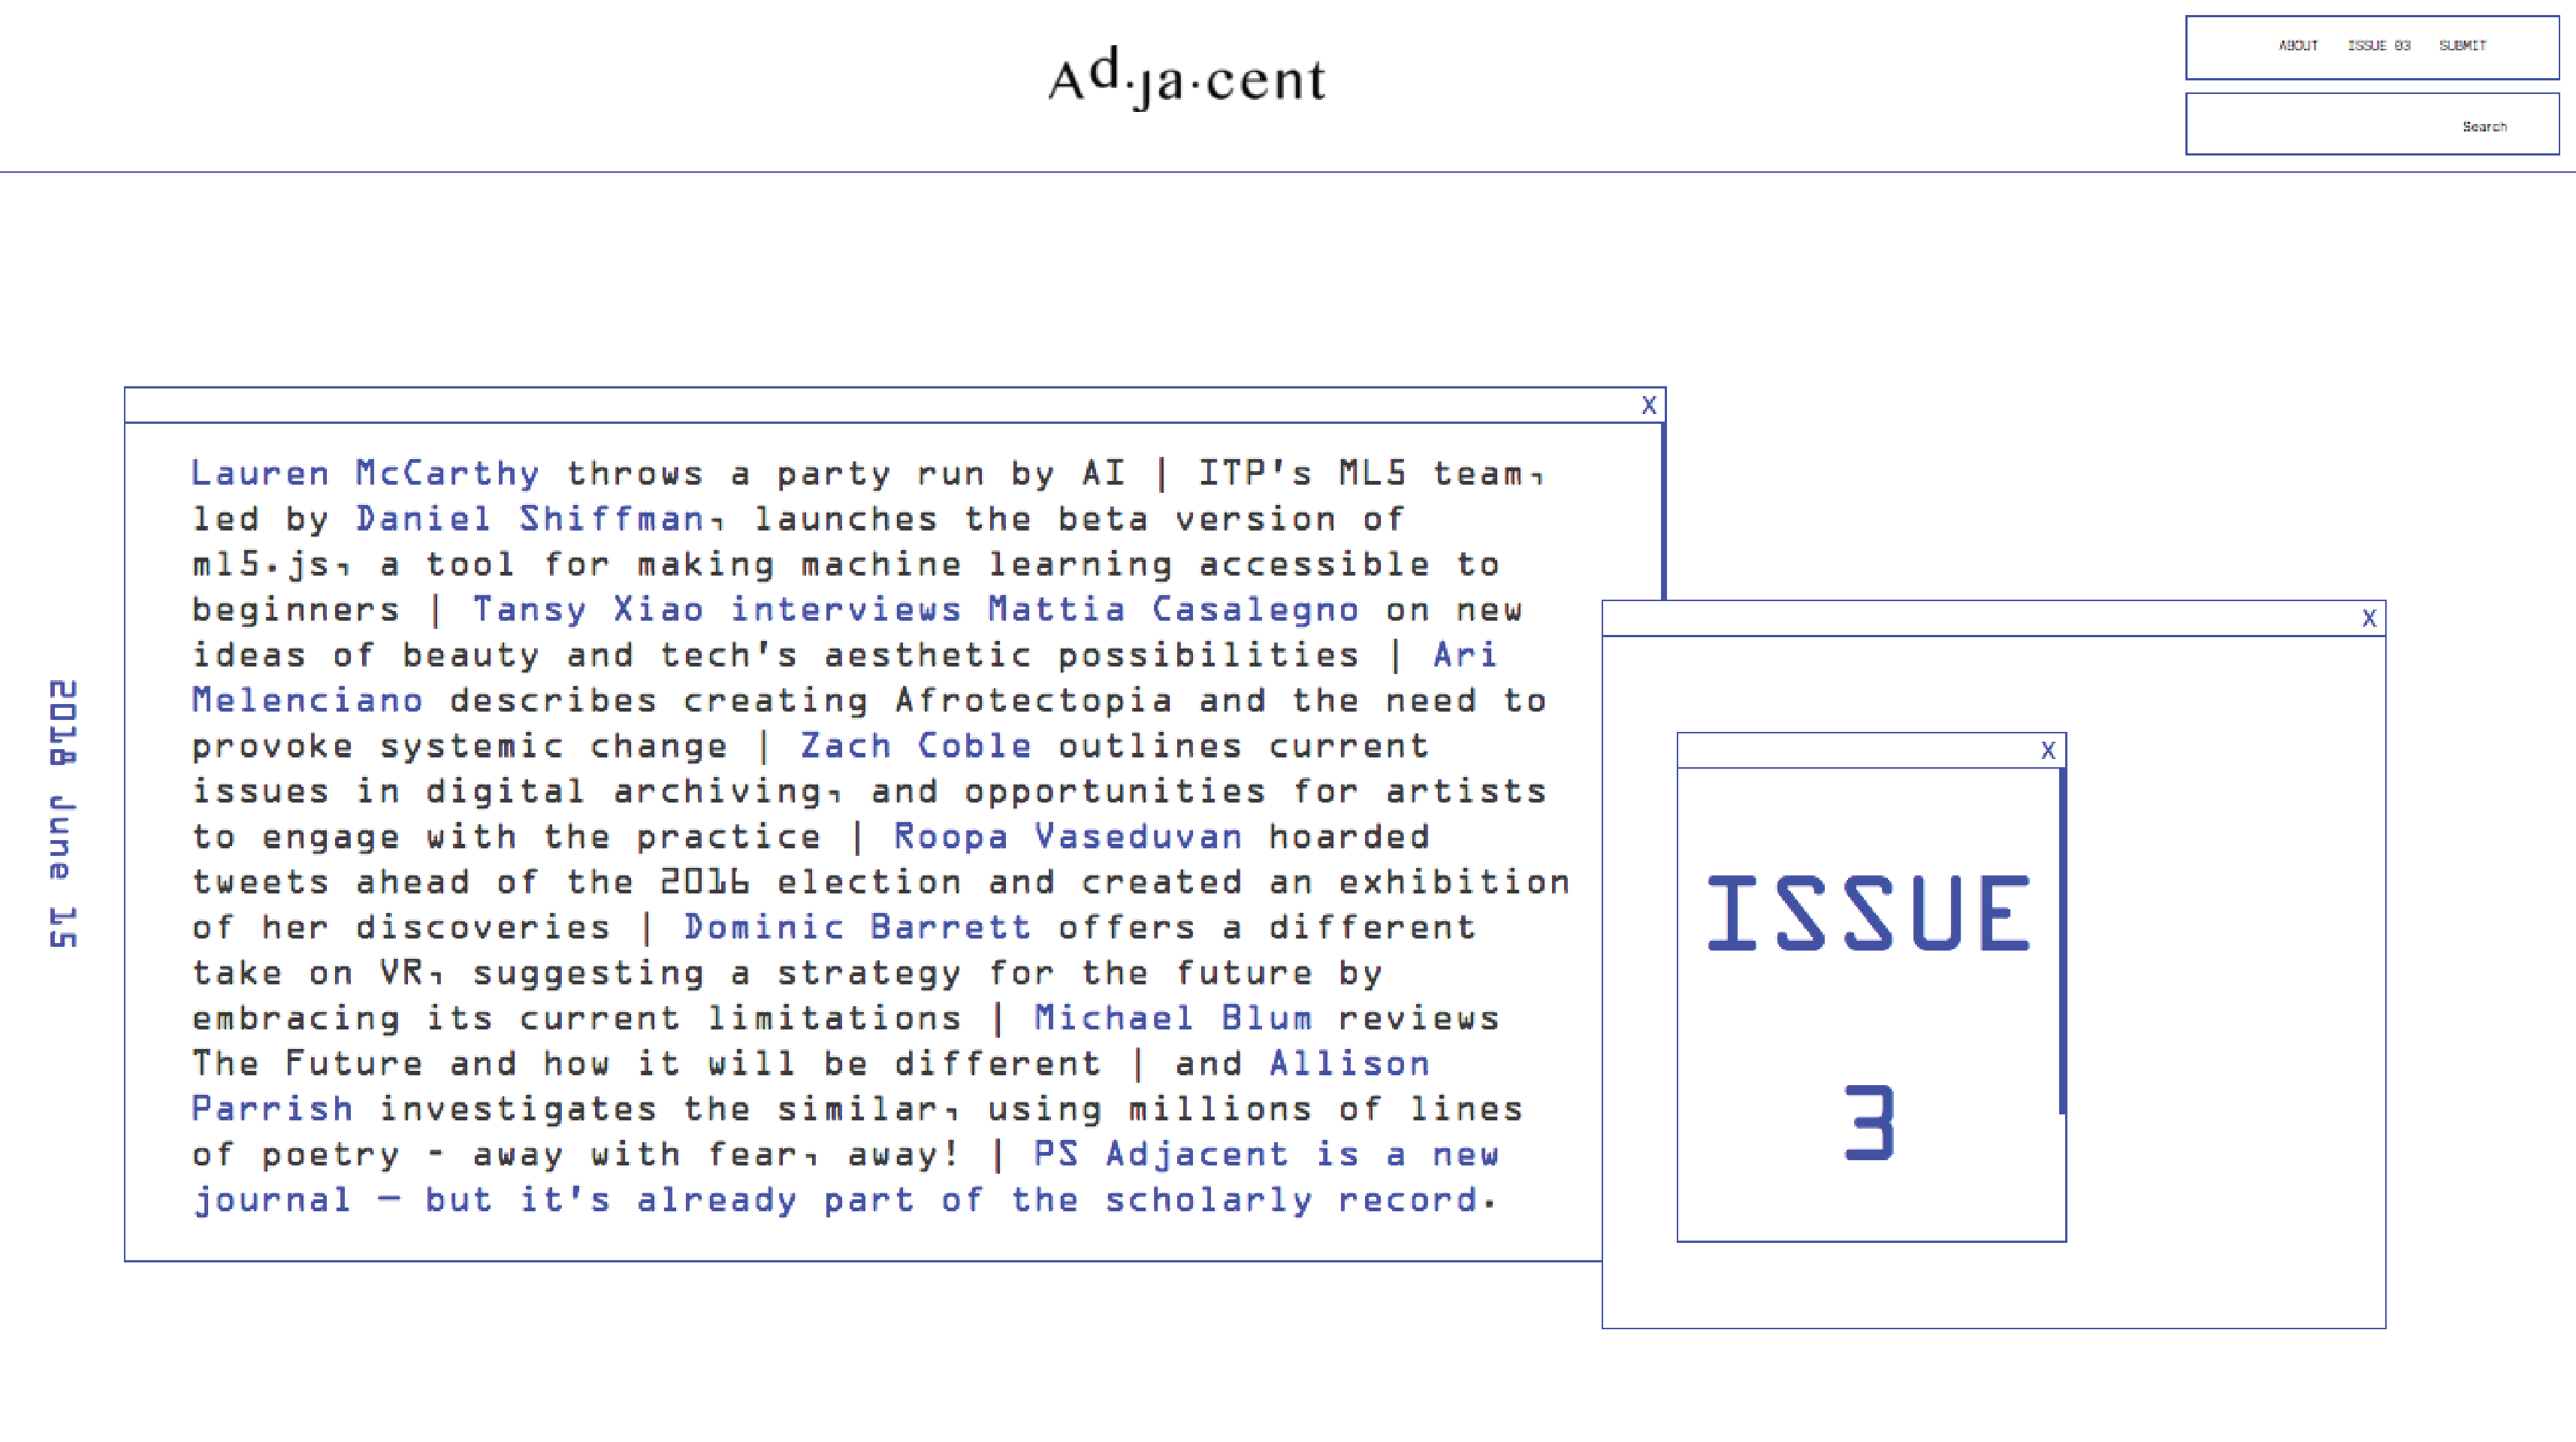 Ad·ja·cent
ABOUT ISSUE 03 SUBMIT
Search
X
Lauren McCarthy throws a party run by AI | ITP's ML5 team,
led by Daniel Shiffman, launches the beta version of
ml5.js, a tool for making machine learning accessible to
beginners | Tansy Xiao interviews Mattia Casalegno on new
ideas of beauty and tech's aesthetic possibilities | Ari
Melenciano describes creating Afrotectopia and the need to
provoke systemic change | Zach Coble outlines current
issues in digital archiving, and opportunities for artists
to engage with the practice | Roopa Vaseduvan hoarded
tweets ahead of the 2016 election and created an exhibition
of her discoveries | Dominic Barrett offers a different
take on VR, suggesting a strategy for the future by
embracing its current limitations | Michael Blum reviews
The Future and how it will be different | and Allison
Parrish investigates the similar, using millions of lines
of poetry - away with fear, away! | PS Adjacent is a new
journal — but it's already part of the scholarly record.
2018 June 15
X
X
ISSUE
3